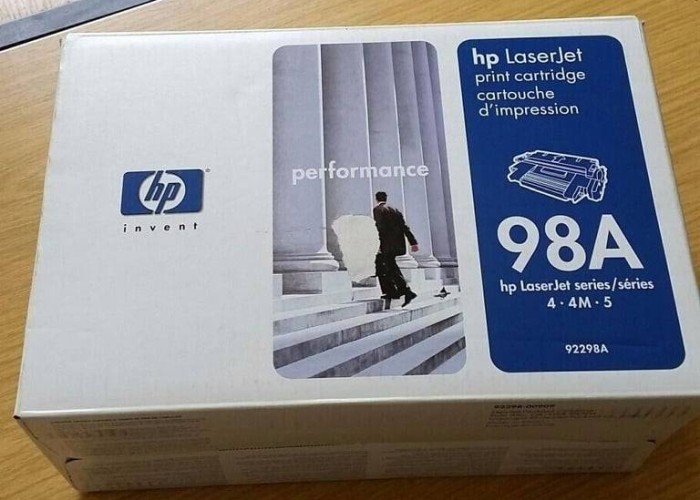 hp
invent
performance
hp LaserJet
print cartridge
cartouche
d'impression
98A
hp LaserJet series/séries
4 · 4M · 5
92298A